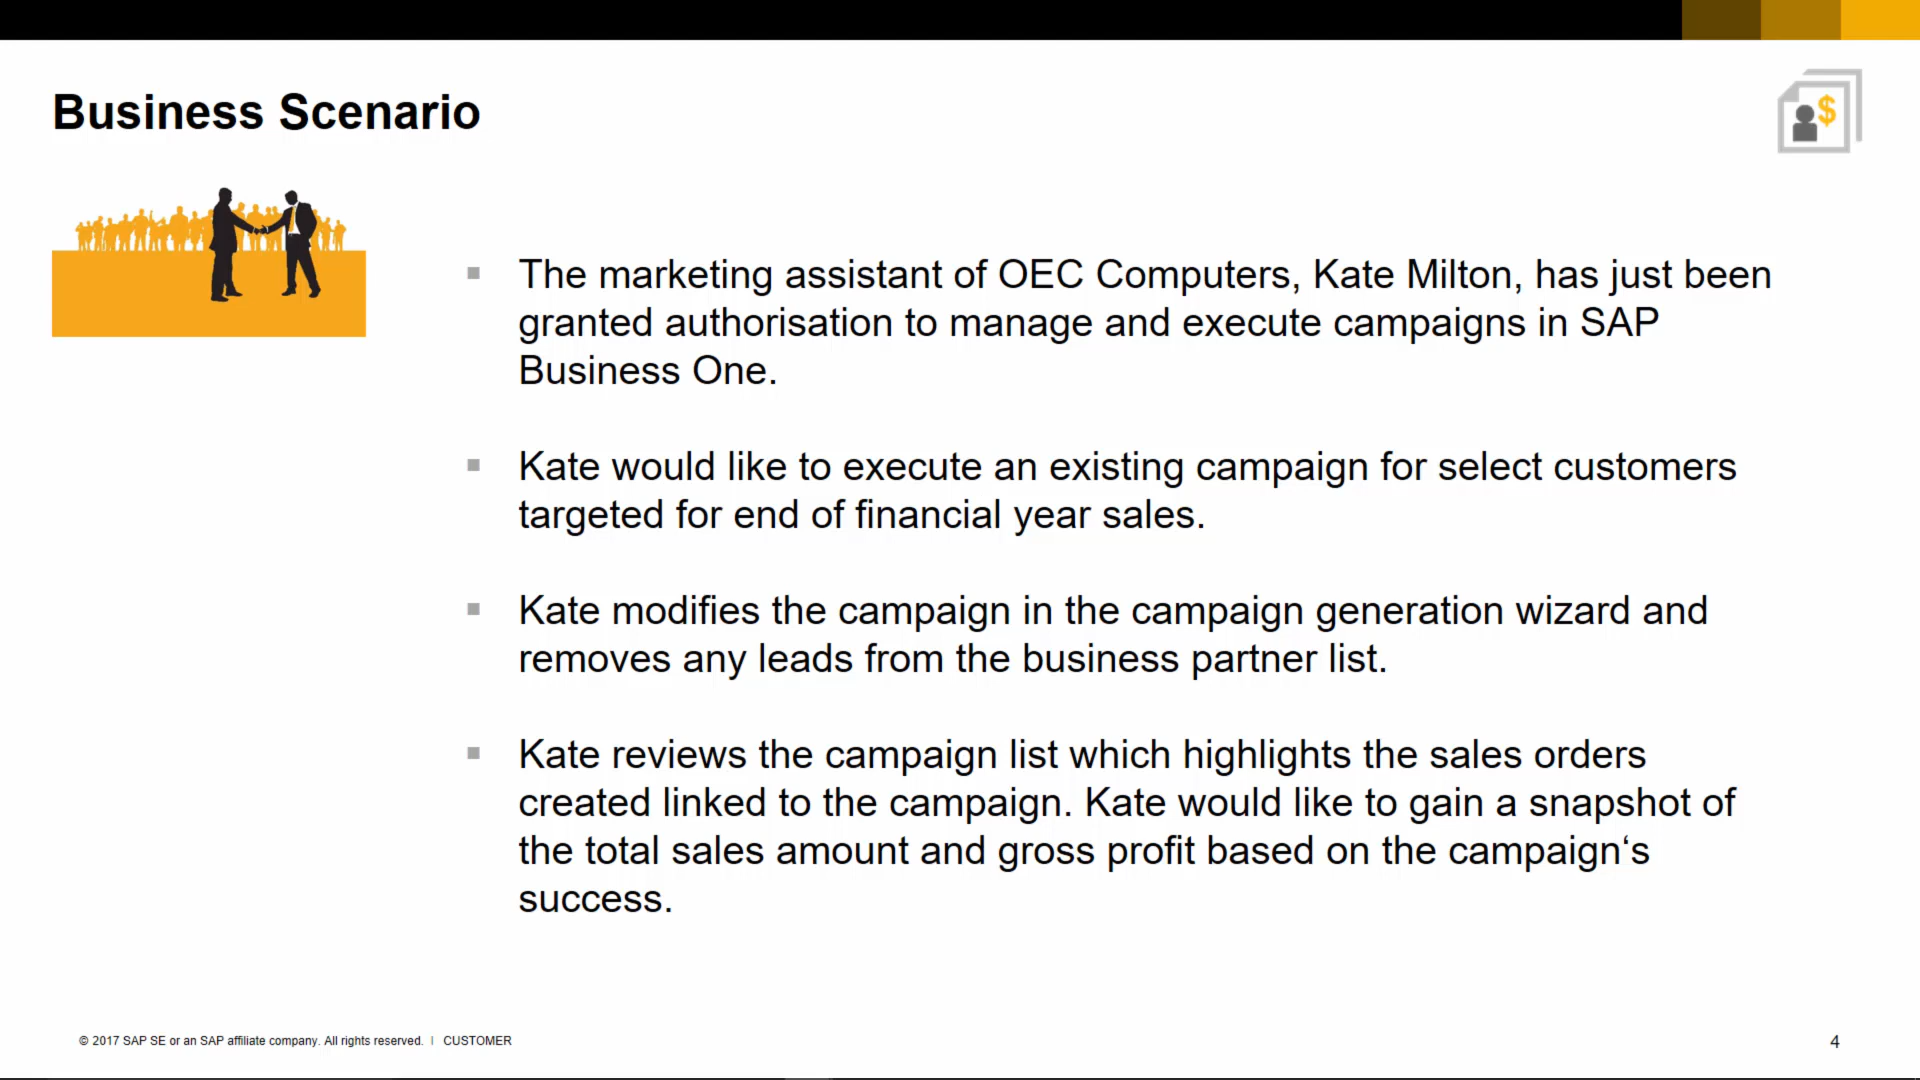 Business Scenario
$
▪ The marketing assistant of OEC Computers, Kate Milton, has just been
granted authorisation to manage and execute campaigns in SAP
Business One.
▪ Kate would like to execute an existing campaign for select customers
targeted for end of financial year sales.
▪ Kate modifies the campaign in the campaign generation wizard and
removes any leads from the business partner list.
▪ Kate reviews the campaign list which highlights the sales orders
created linked to the campaign. Kate would like to gain a snapshot of
the total sales amount and gross profit based on the campaign‘s
success.
© 2017 SAP SE or an SAP affiliate company. All rights reserved. | CUSTOMER
4